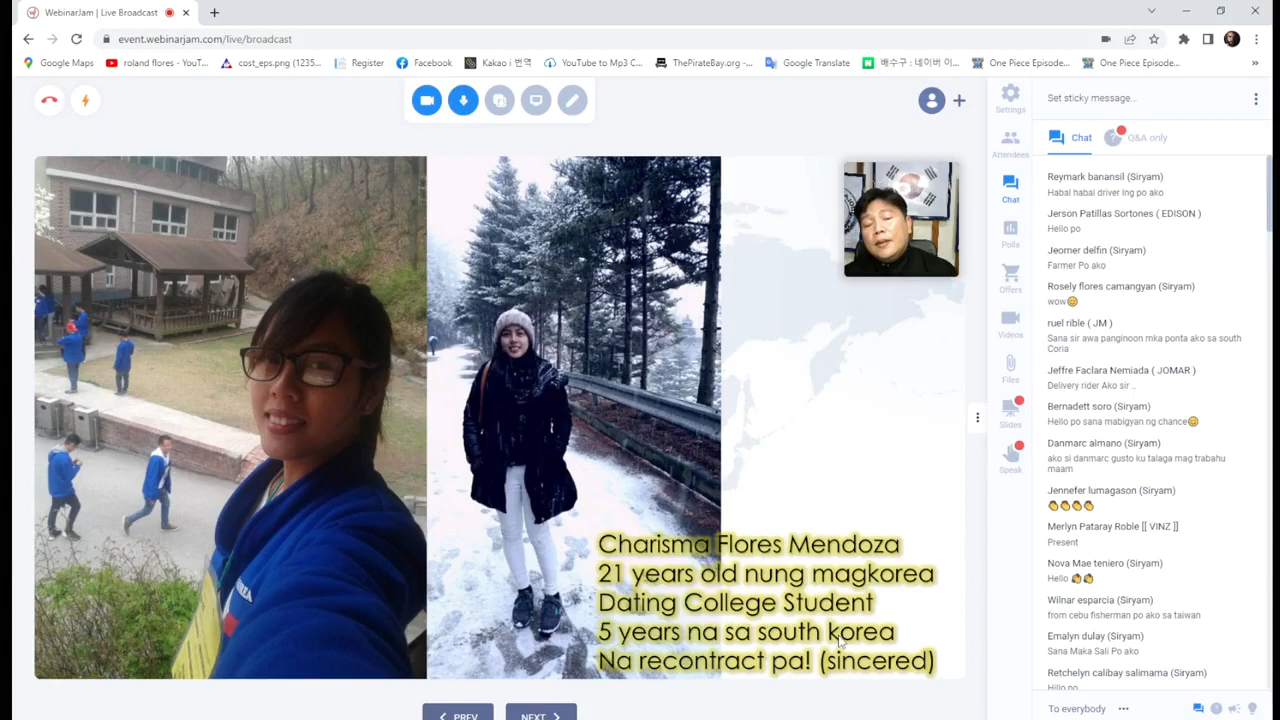 WebinarJam | Live Broadcast
event.webinarjam.com/live/broadcast
Google Maps
roland flores - YouT...
cost_eps.png (1235...
Register
Facebook
Kakao i 번역
YouTube to Mp3 C...
ThePirateBay.org -...
Google Translate
배수구 : 네이버 이...
One Piece Episode...
One Piece Episode...
Charisma Flores Mendoza
21 years old nung magkorea
Dating College Student
5 years na sa south korea
Na recontract pa! (sincered)
PREV
NEXT
Settings
Attendees
Chat
Polls
Offers
Videos
Files
Slides
Speak
Set sticky message...
Chat
Q&A only
Reymark banansil (Siryam)
Habal habal driver lng po ako
Jerson Patillas Sortones ( EDISON )
Hello po
Jeomer delfin (Siryam)
Farmer Po ako
Rosely flores camangyan (Siryam)
wow😊
ruel rible ( JM )
Sana sir awa panginoon mka ponta ako sa south
Coria
Jeffre Faclara Nemiada ( JOMAR )
Delivery rider Ako sir ..
Bernadett soro (Siryam)
Hello po sana mabigyan ng chance😊
Danmarc almano (Siryam)
ako si danmarc gusto ku talaga mag trabahu
maam
Jennefer lumagason (Siryam)
👏👏👏👏
Merlyn Pataray Roble [[ VINZ ]]
Present
Nova Mae teniero (Siryam)
Hello 👏👏
Wilnar esparcia (Siryam)
from cebu fisherman po ako sa taiwan
Emalyn dulay (Siryam)
Sana Maka Sali Po ako
Retchelyn calibay salimama (Siryam)
Hillo po
To everybody